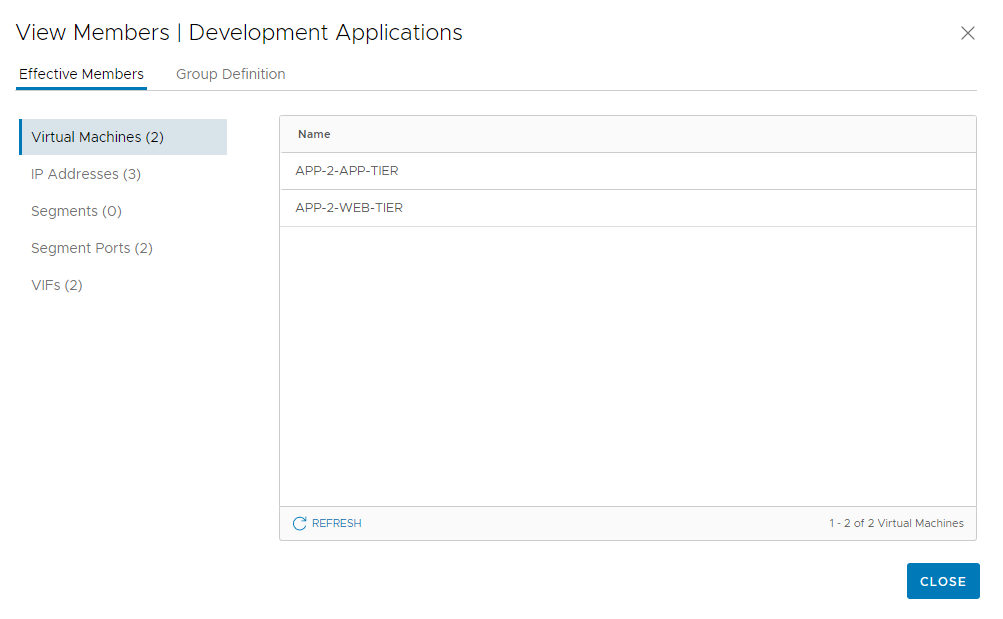 View Members | Development Applications
Effective Members
Group Definition
Virtual Machines (2)
IP Addresses (3)
Segments (0)
Segment Ports (2)
VIFs (2)
Name
APP-2-APP-TIER
APP-2-WEB-TIER
REFRESH
1 - 2 of 2 Virtual Machines
CLOSE